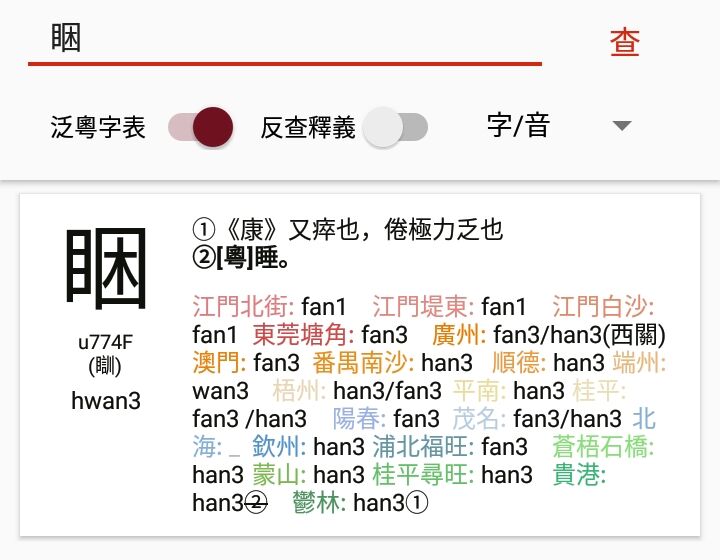 睏
查
泛粵字表 反查釋義 字/音
睏
u774F
(瞓)
hwan3
①《康》又瘁也，倦極力乏也
②[粵]睡。
江門北街: fan1 江門堤東: fan1 江門白沙:
fan1 東莞塘角: fan3 廣州: fan3/han3(西關)
澳門: fan3 番禺南沙: han3 順德: han3 端州:
wan3 梧州: han3/fan3 平南: han3 桂平:
fan3 /han3 陽春: fan3 茂名: fan3/han3 北
海: _ 欽州: han3 浦北福旺: fan3 蒼梧石橋:
han3 蒙山: han3 桂平尋旺: han3 貴港:
han3② 鬱林: han3①